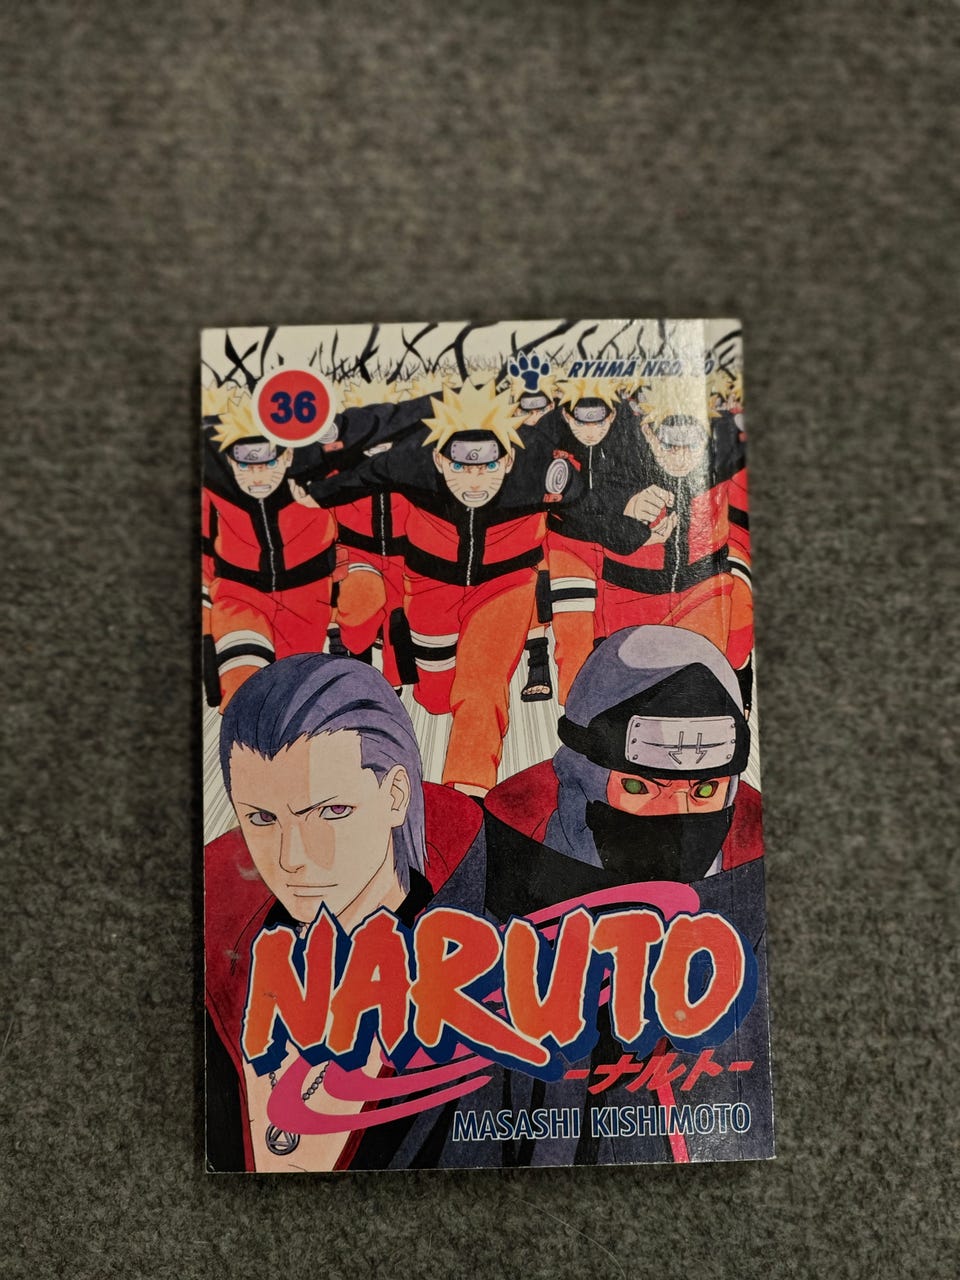 36
RYHMÄ NRO. 10
NARUTO
-ナルト-
MASASHI KISHIMOTO